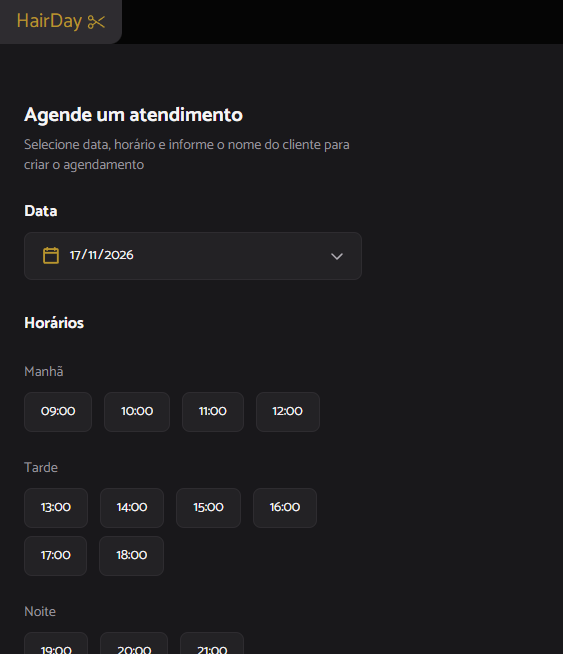 HairDay
Agende um atendimento
Selecione data, horário e informe o nome do cliente para
criar o agendamento
Data
17/11/2026
Horários
Manhã
09:00 10:00 11:00 12:00
Tarde
13:00 14:00 15:00 16:00
17:00 18:00
Noite
19:00 20:00 21:00